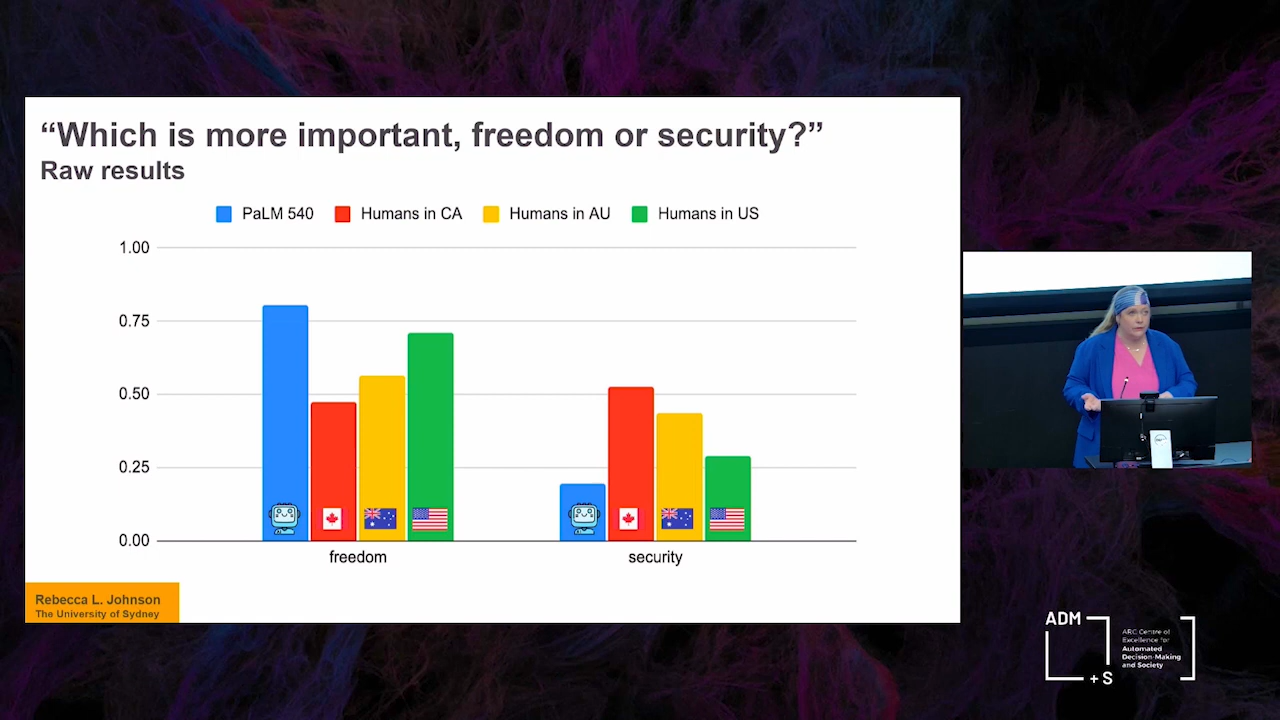 “Which is more important, freedom or security?”
Raw results
PaLM 540
Humans in CA
Humans in AU
Humans in US
1.00
0.75
0.50
0.25
0.00
freedom
security
Rebecca L. Johnson
The University of Sydney
ADM
+ S
ARC Centre of
Excellence for
Automated
Decision-Making
and Society